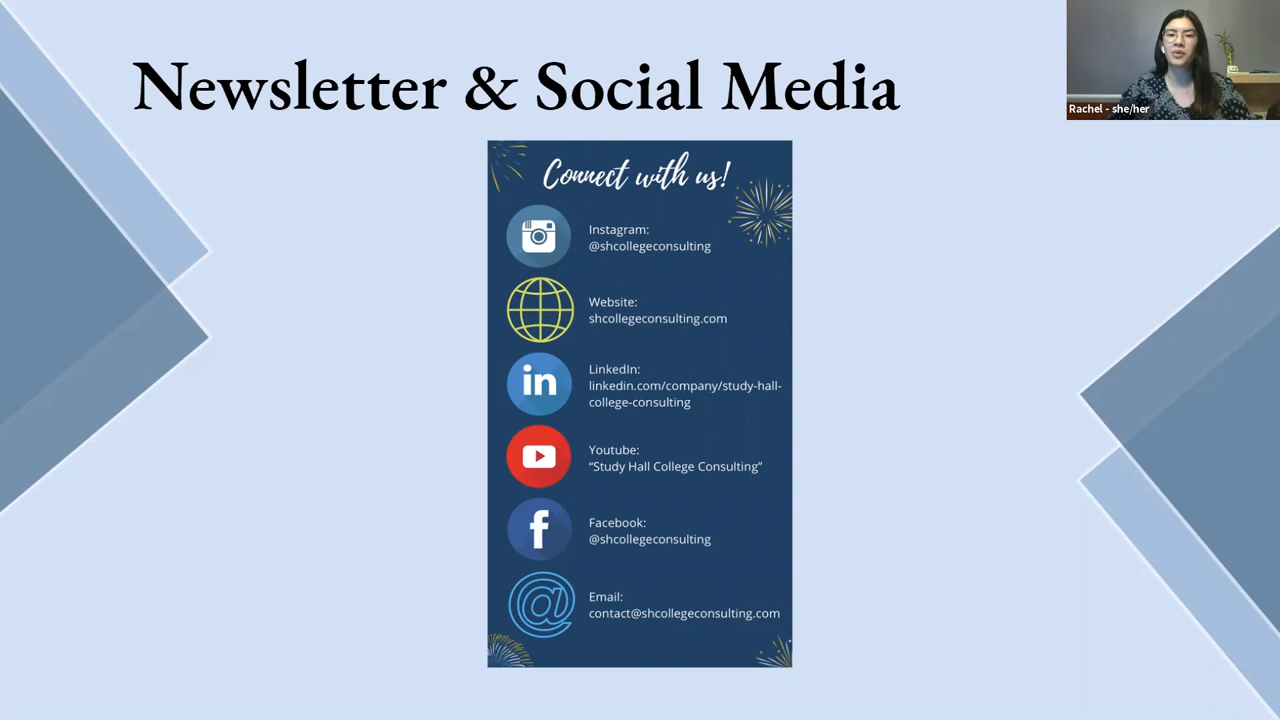 Newsletter & Social Media
Rachel - she/her
Connect with us!
Instagram:
@shcollegeconsulting
Website:
shcollegeconsulting.com
in
LinkedIn:
linkedin.com/company/study-hall-
college-consulting
Youtube:
“Study Hall College Consulting”
f
Facebook:
@shcollegeconsulting
@
Email:
contact@shcollegeconsulting.com